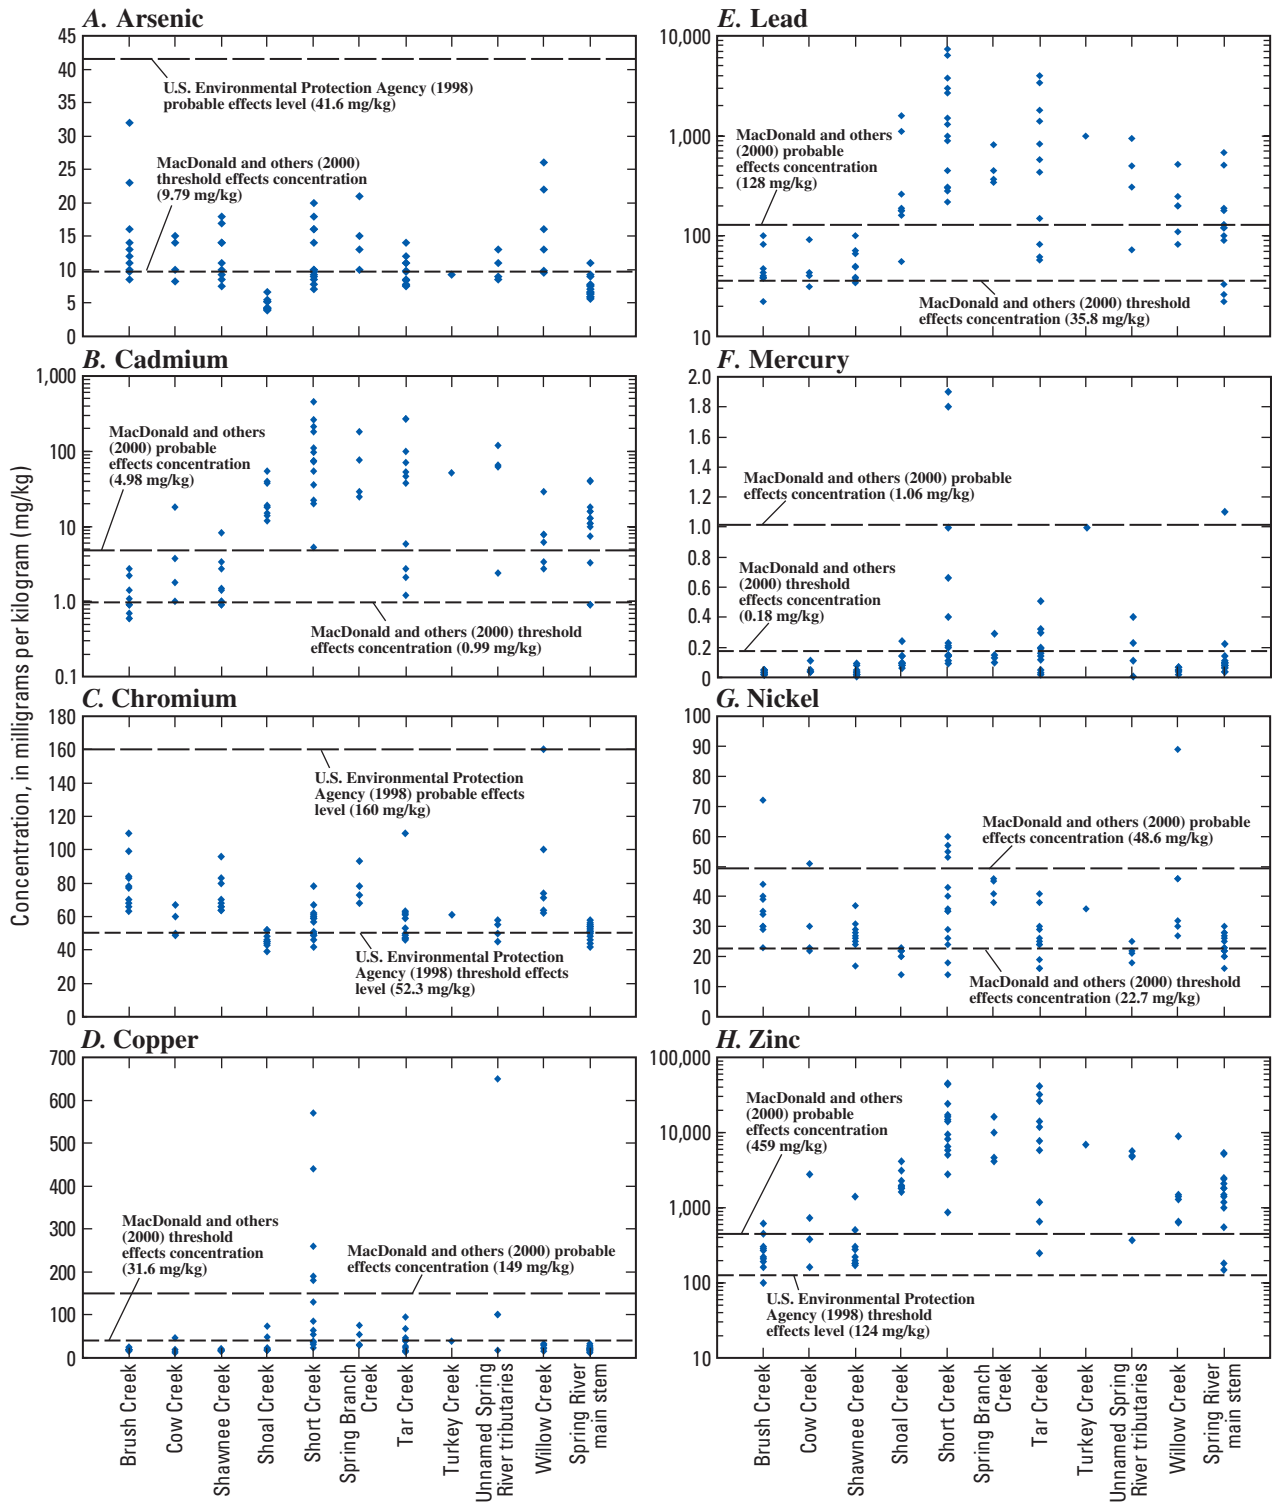 Concentration, in milligrams per kilogram (mg/kg)
A. Arsenic
45
40
35
30
25
20
15
10
5
0
U.S. Environmental Protection Agency (1998)
probable effects level (41.6 mg/kg)
MacDonald and others (2000)
threshold effects concentration
(9.79 mg/kg)
B. Cadmium
1,000
100
10
1.0
0.1
MacDonald and others
(2000) probable
effects concentration
(4.98 mg/kg)
MacDonald and others (2000) threshold
effects concentration (0.99 mg/kg)
C. Chromium
180
160
140
120
100
80
60
40
20
0
U.S. Environmental Protection
Agency (1998) probable effects
level (160 mg/kg)
U.S. Environmental Protection
Agency (1998) threshold effects
level (52.3 mg/kg)
D. Copper
700
600
500
400
300
200
100
0
MacDonald and others
(2000) threshold
effects concentration
(31.6 mg/kg)
MacDonald and others (2000) probable
effects concentration (149 mg/kg)
Brush Creek
Cow Creek
Shawnee Creek
Shoal Creek
Short Creek
Spring Branch
Creek
Tar Creek
Turkey Creek
Unnamed Spring
River tributaries
Willow Creek
Spring River
main stem
E. Lead
10,000
1,000
100
10
MacDonald and others
(2000) probable
effects concentration
(128 mg/kg)
MacDonald and others (2000) threshold
effects concentration (35.8 mg/kg)
F. Mercury
2.0
1.8
1.6
1.4
1.2
1.0
0.8
0.6
0.4
0.2
0
MacDonald and others (2000) probable
effects concentration (1.06 mg/kg)
MacDonald and others
(2000) threshold
effects concentration
(0.18 mg/kg)
G. Nickel
100
90
80
70
60
50
40
30
20
10
0
MacDonald and others (2000) probable
effects concentration (48.6 mg/kg)
MacDonald and others (2000) threshold
effects concentration (22.7 mg/kg)
H. Zinc
100,000
10,000
1,000
100
10
MacDonald and others
(2000) probable
effects concentration
(459 mg/kg)
U.S. Environmental Protection
Agency (1998) threshold
effects level (124 mg/kg)
Brush Creek
Cow Creek
Shawnee Creek
Shoal Creek
Short Creek
Spring Branch
Creek
Tar Creek
Turkey Creek
Unnamed Spring
River tributaries
Willow Creek
Spring River
main stem